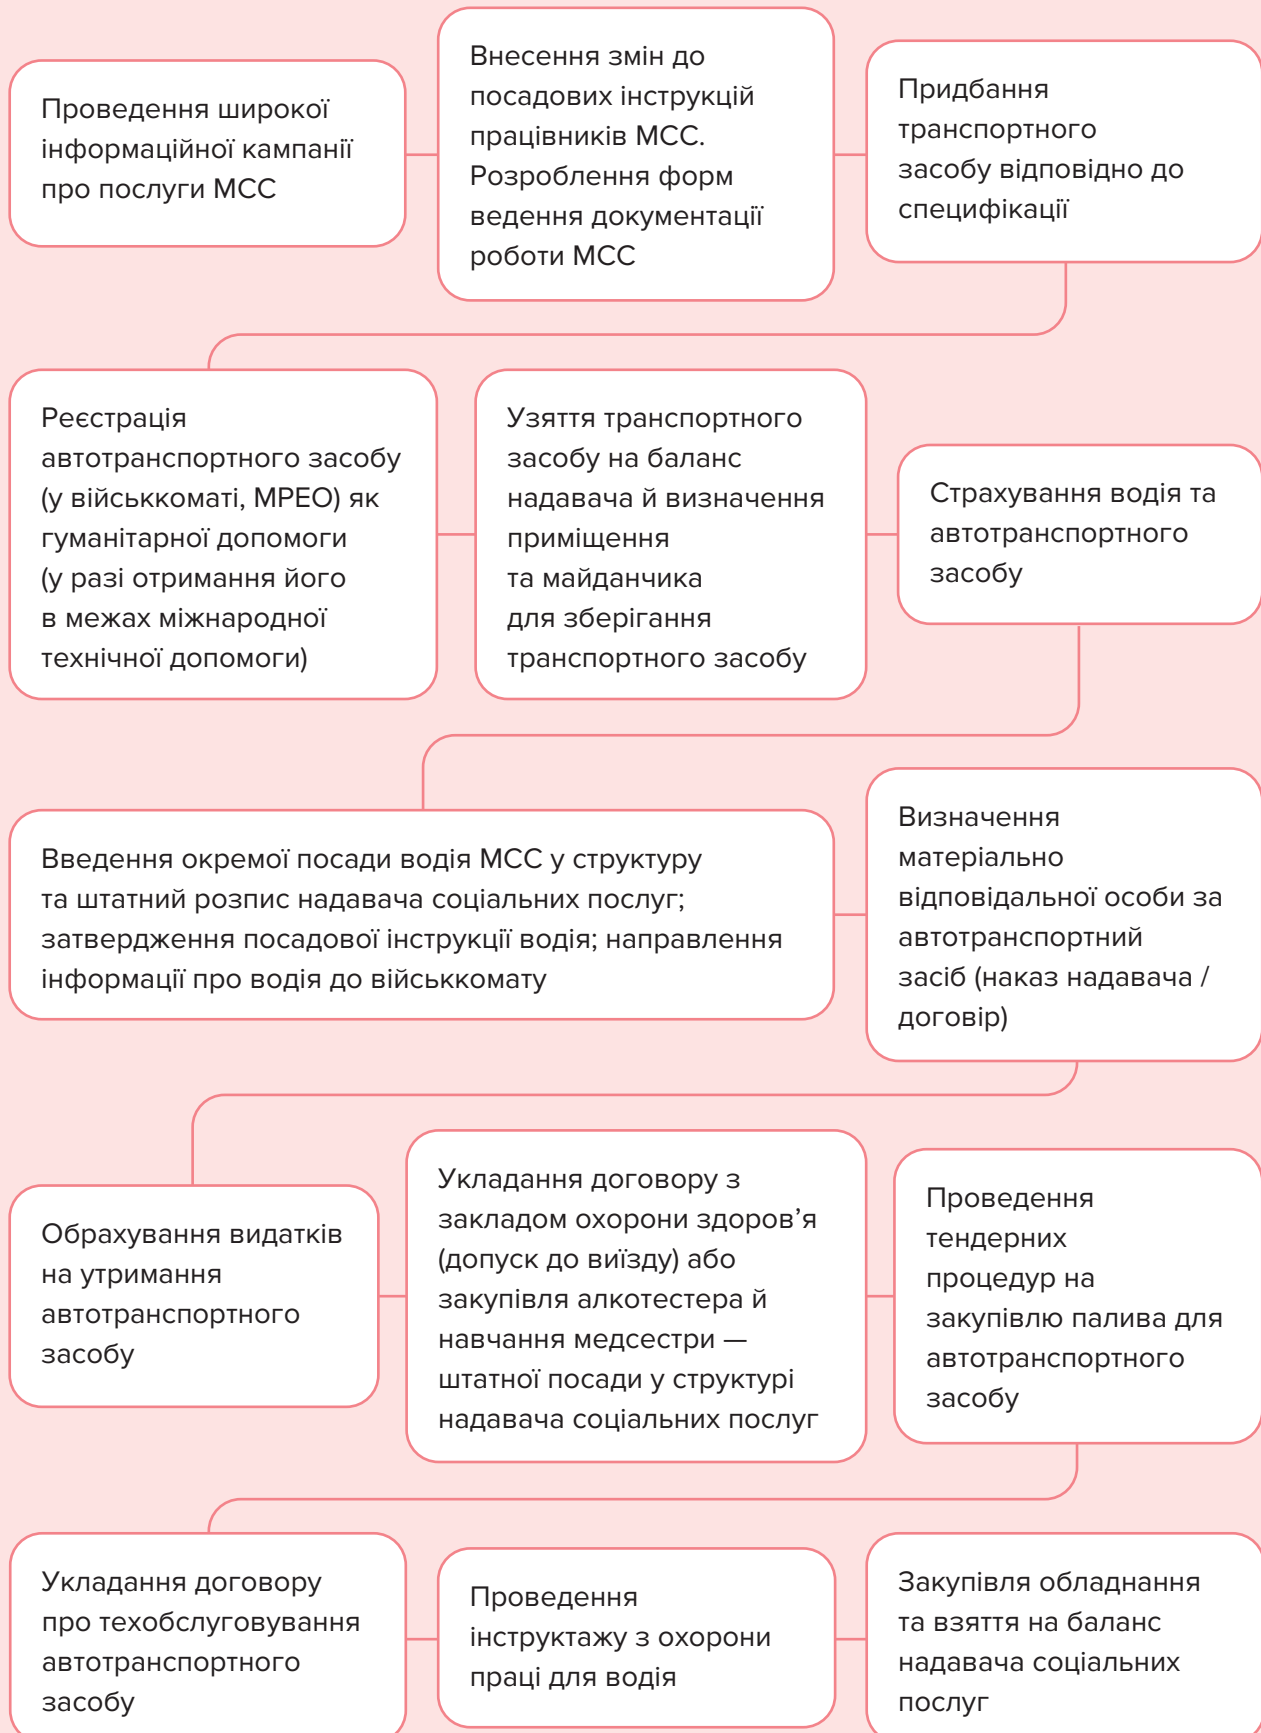 Проведення широкої
інформаційної кампанії
про послуги МСС
Внесення змін до
посадових інструкцій
працівників МСС.
Розроблення форм
ведення документації
роботи МСС
Придбання
транспортного
засобу відповідно до
специфікації
Реєстрація
автотранспортного засобу
(у військкоматі, МРЕО) як
гуманітарної допомоги
(у разі отримання його
в межах міжнародної
технічної допомоги)
Узяття транспортного
засобу на баланс
надавача й визначення
приміщення
та майданчика
для зберігання
транспортного засобу
Страхування водія та
автотранспортного
засобу
Введення окремої посади водія МСС у структуру
та штатний розпис надавача соціальних послуг;
затвердження посадової інструкції водія; направлення
інформації про водія до військкомату
Визначення
матеріально
відповідальної особи за
автотранспортний
засіб (наказ надавача /
договір)
Обрахування видатків
на утримання
автотранспортного
засобу
Укладання договору з
закладом охорони здоров’я
(допуск до виїзду) або
закупівля алкотестера й
навчання медсестри —
штатної посади у структурі
надавача соціальних послуг
Проведення
тендерних
процедур на
закупівлю палива для
автотранспортного
засобу
Укладання договору
про техобслуговування
автотранспортного
засобу
Проведення
інструктажу з охорони
праці для водія
Закупівля обладнання
та взяття на баланс
надавача соціальних
послуг